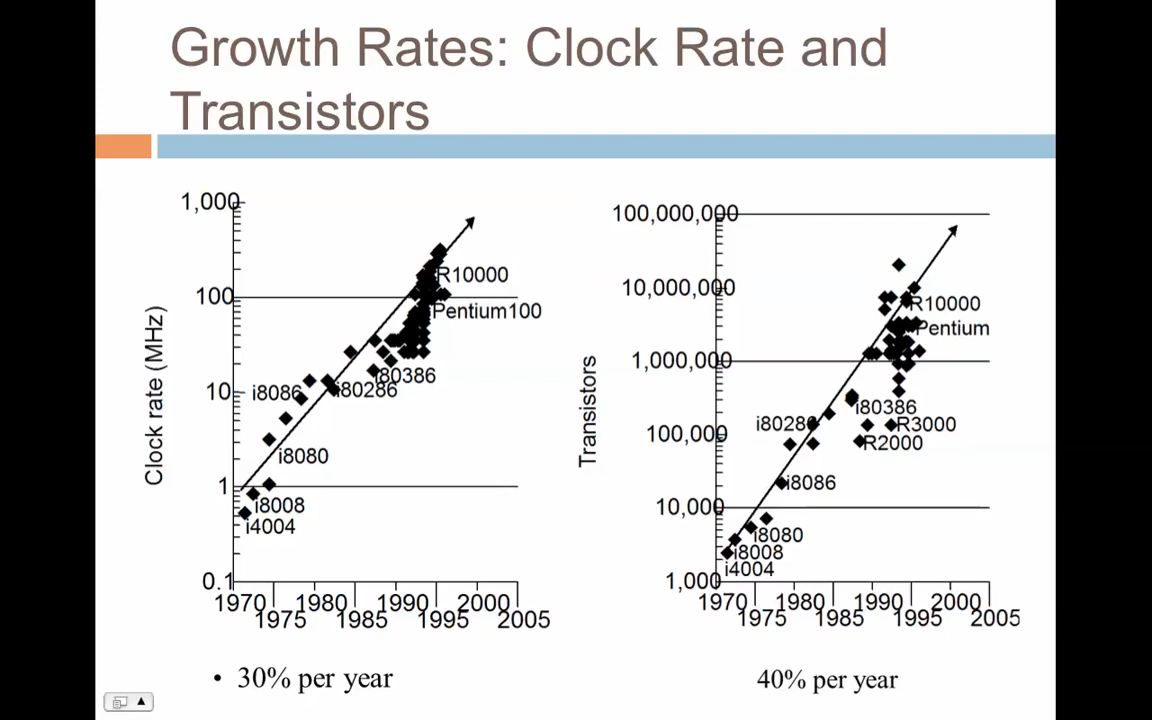 Growth Rates: Clock Rate and
Transistors
1,000
100
10
1
0.1
Clock rate (MHz)
R10000
Pentium100
i80386
i80286
i8086
i8080
i8008
i4004
1970 1980 1990 2000
1975 1985 1995 2005
100,000,000
10,000,000
1,000,000
100,000
10,000
1,000
Transistors
R10000
Pentium
i80386
i80286
R3000
R2000
i8086
i8080
i8008
i4004
1970 1980 1990 2000
1975 1985 1995 2005
• 30% per year
40% per year